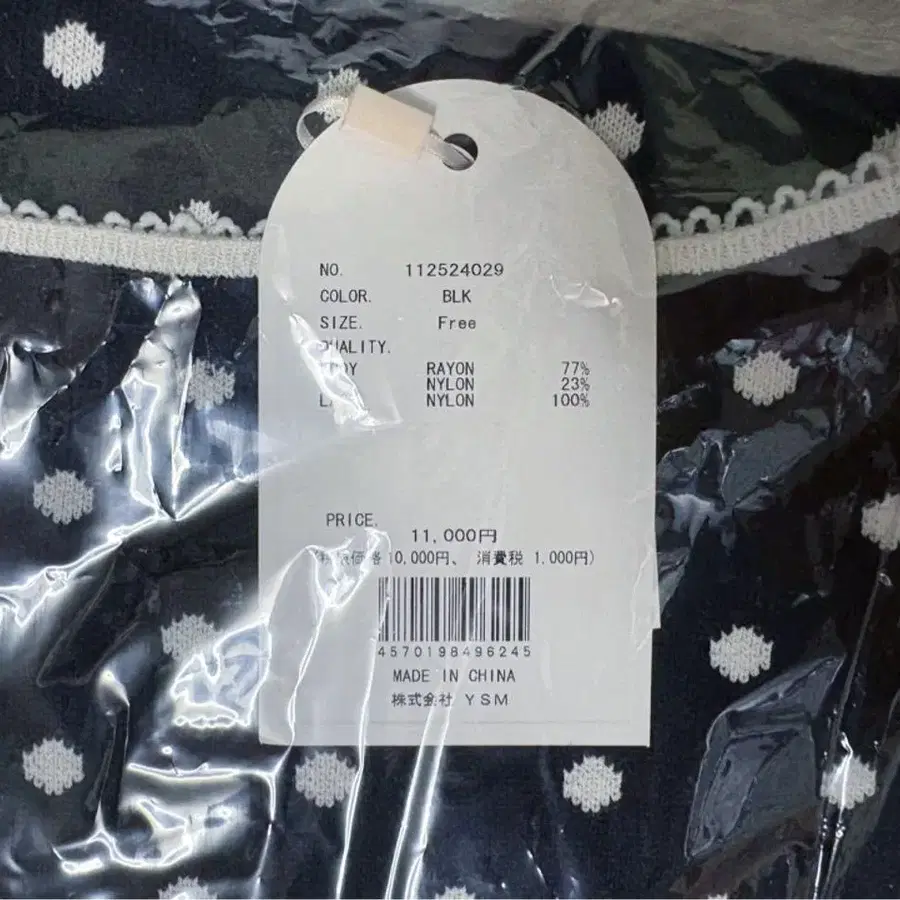 NO. 112524029
COLOR. BLK
SIZE. Free
QUALITY.
RAYON 77%
NYLON 23%
NYLON 100%
PRICE.
11,000円
10,000円、 消費税 1,000円)
4570198496245
MADE IN CHINA
株式会社 YSM